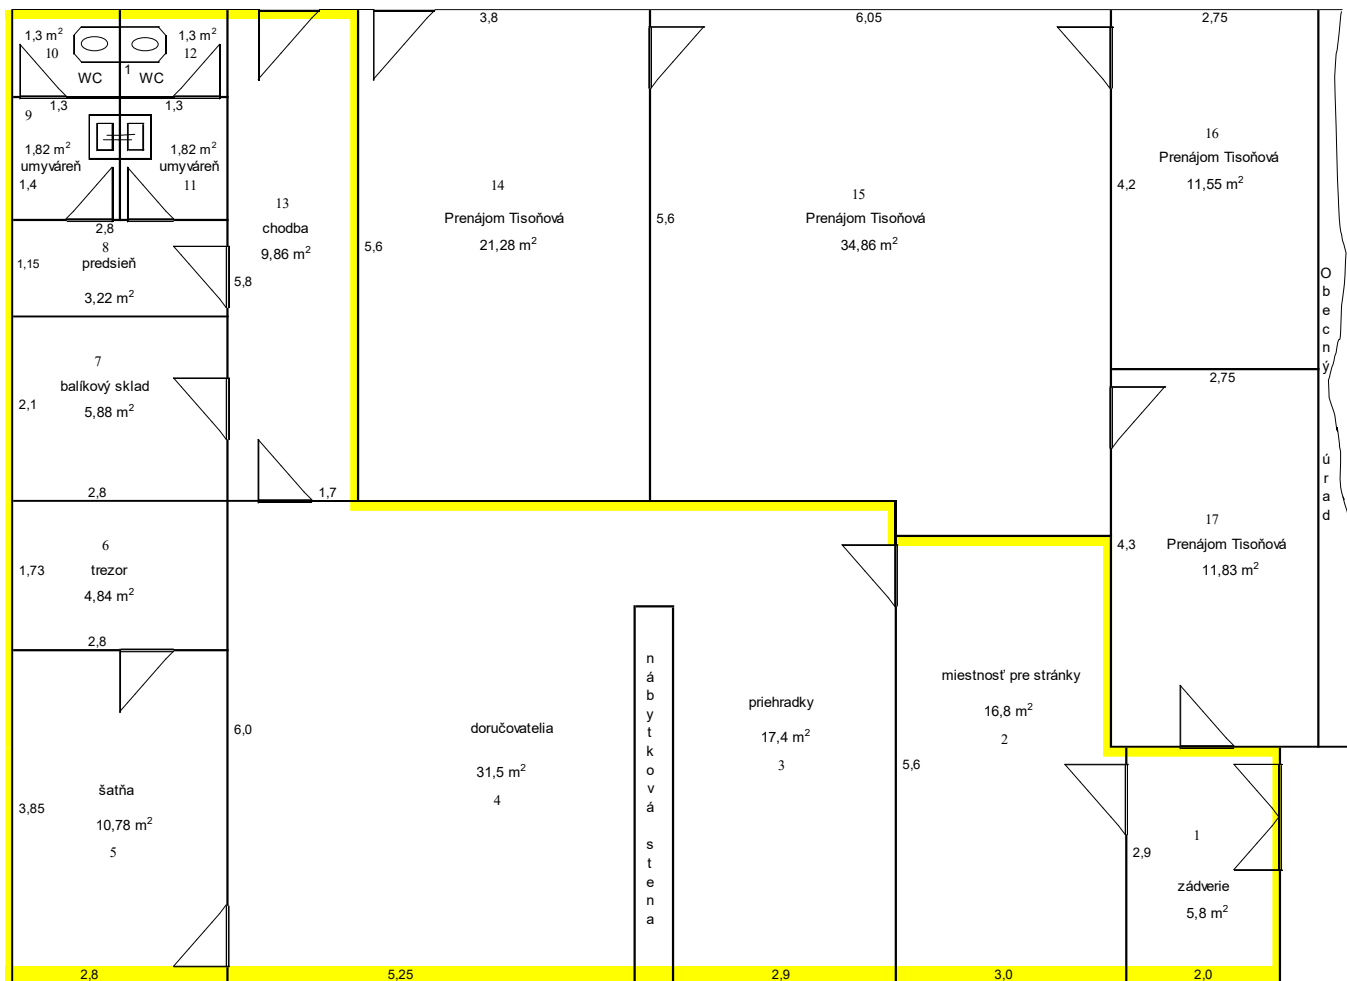 3,8
6,05
2,75
1,3 m²
10
WC
1
1,3 m²
12
WC
1,3
1,3
9
1,82 m²
umyváreň
1,4
1,82 m²
umyváreň
11
2,8
8
predsieň
1,15
3,22 m²
13
chodba
9,86 m²
5,8
14
Prenájom Tisoňová
21,28 m²
5,6
15
Prenájom Tisoňová
34,86 m²
5,6
16
Prenájom Tisoňová
11,55 m²
4,2
Obecný úrad
7
balíkový sklad
5,88 m²
2,1
2,8
1,7
2,75
17
Prenájom Tisoňová
11,83 m²
4,3
6
trezor
1,73
4,84 m²
2,8
šatňa
3,85
10,78 m²
5
6,0
doručovatelia
31,5 m²
4
nábytková stena
priehradky
17,4 m²
3
miestnosť pre stránky
16,8 m²
2
5,6
1
2,9
zádverie
5,8 m²
2,8
5,25
2,9
3,0
2,0